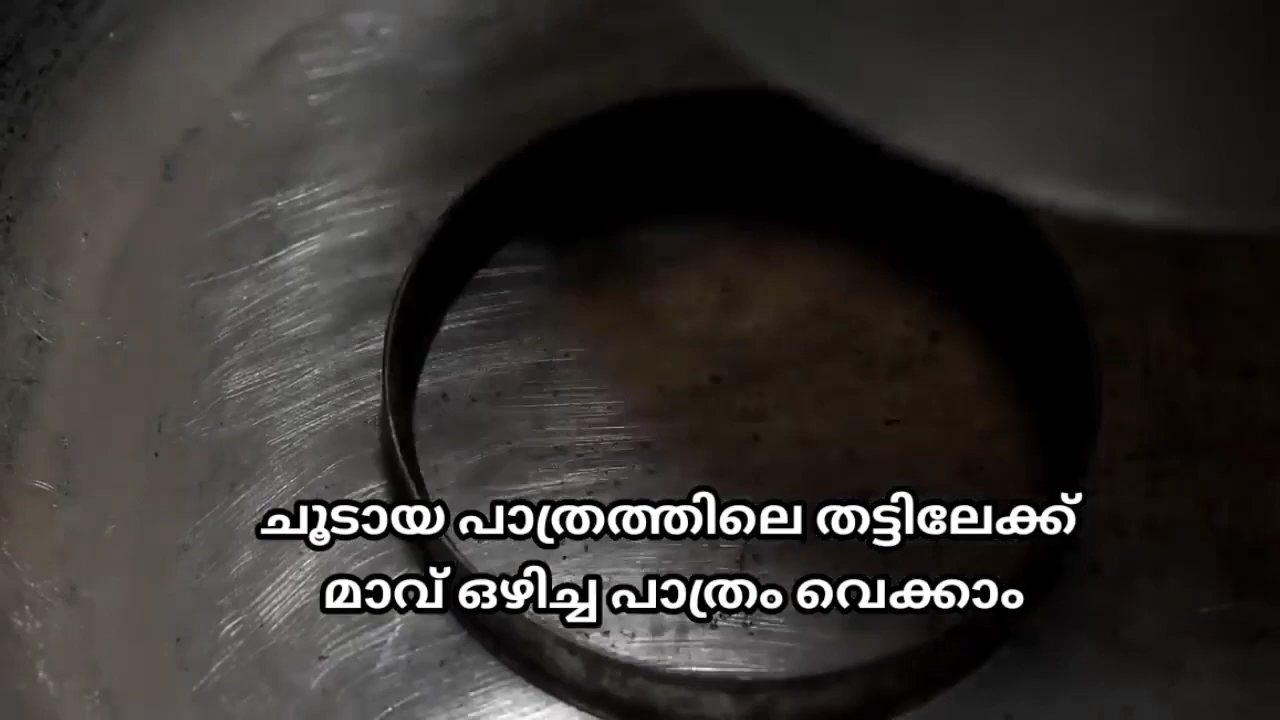 ചൂടായ പാത്രത്തിലെ തട്ടിലേക്ക്
മാവ് ഒഴിച്ച പാത്രം വെക്കാം